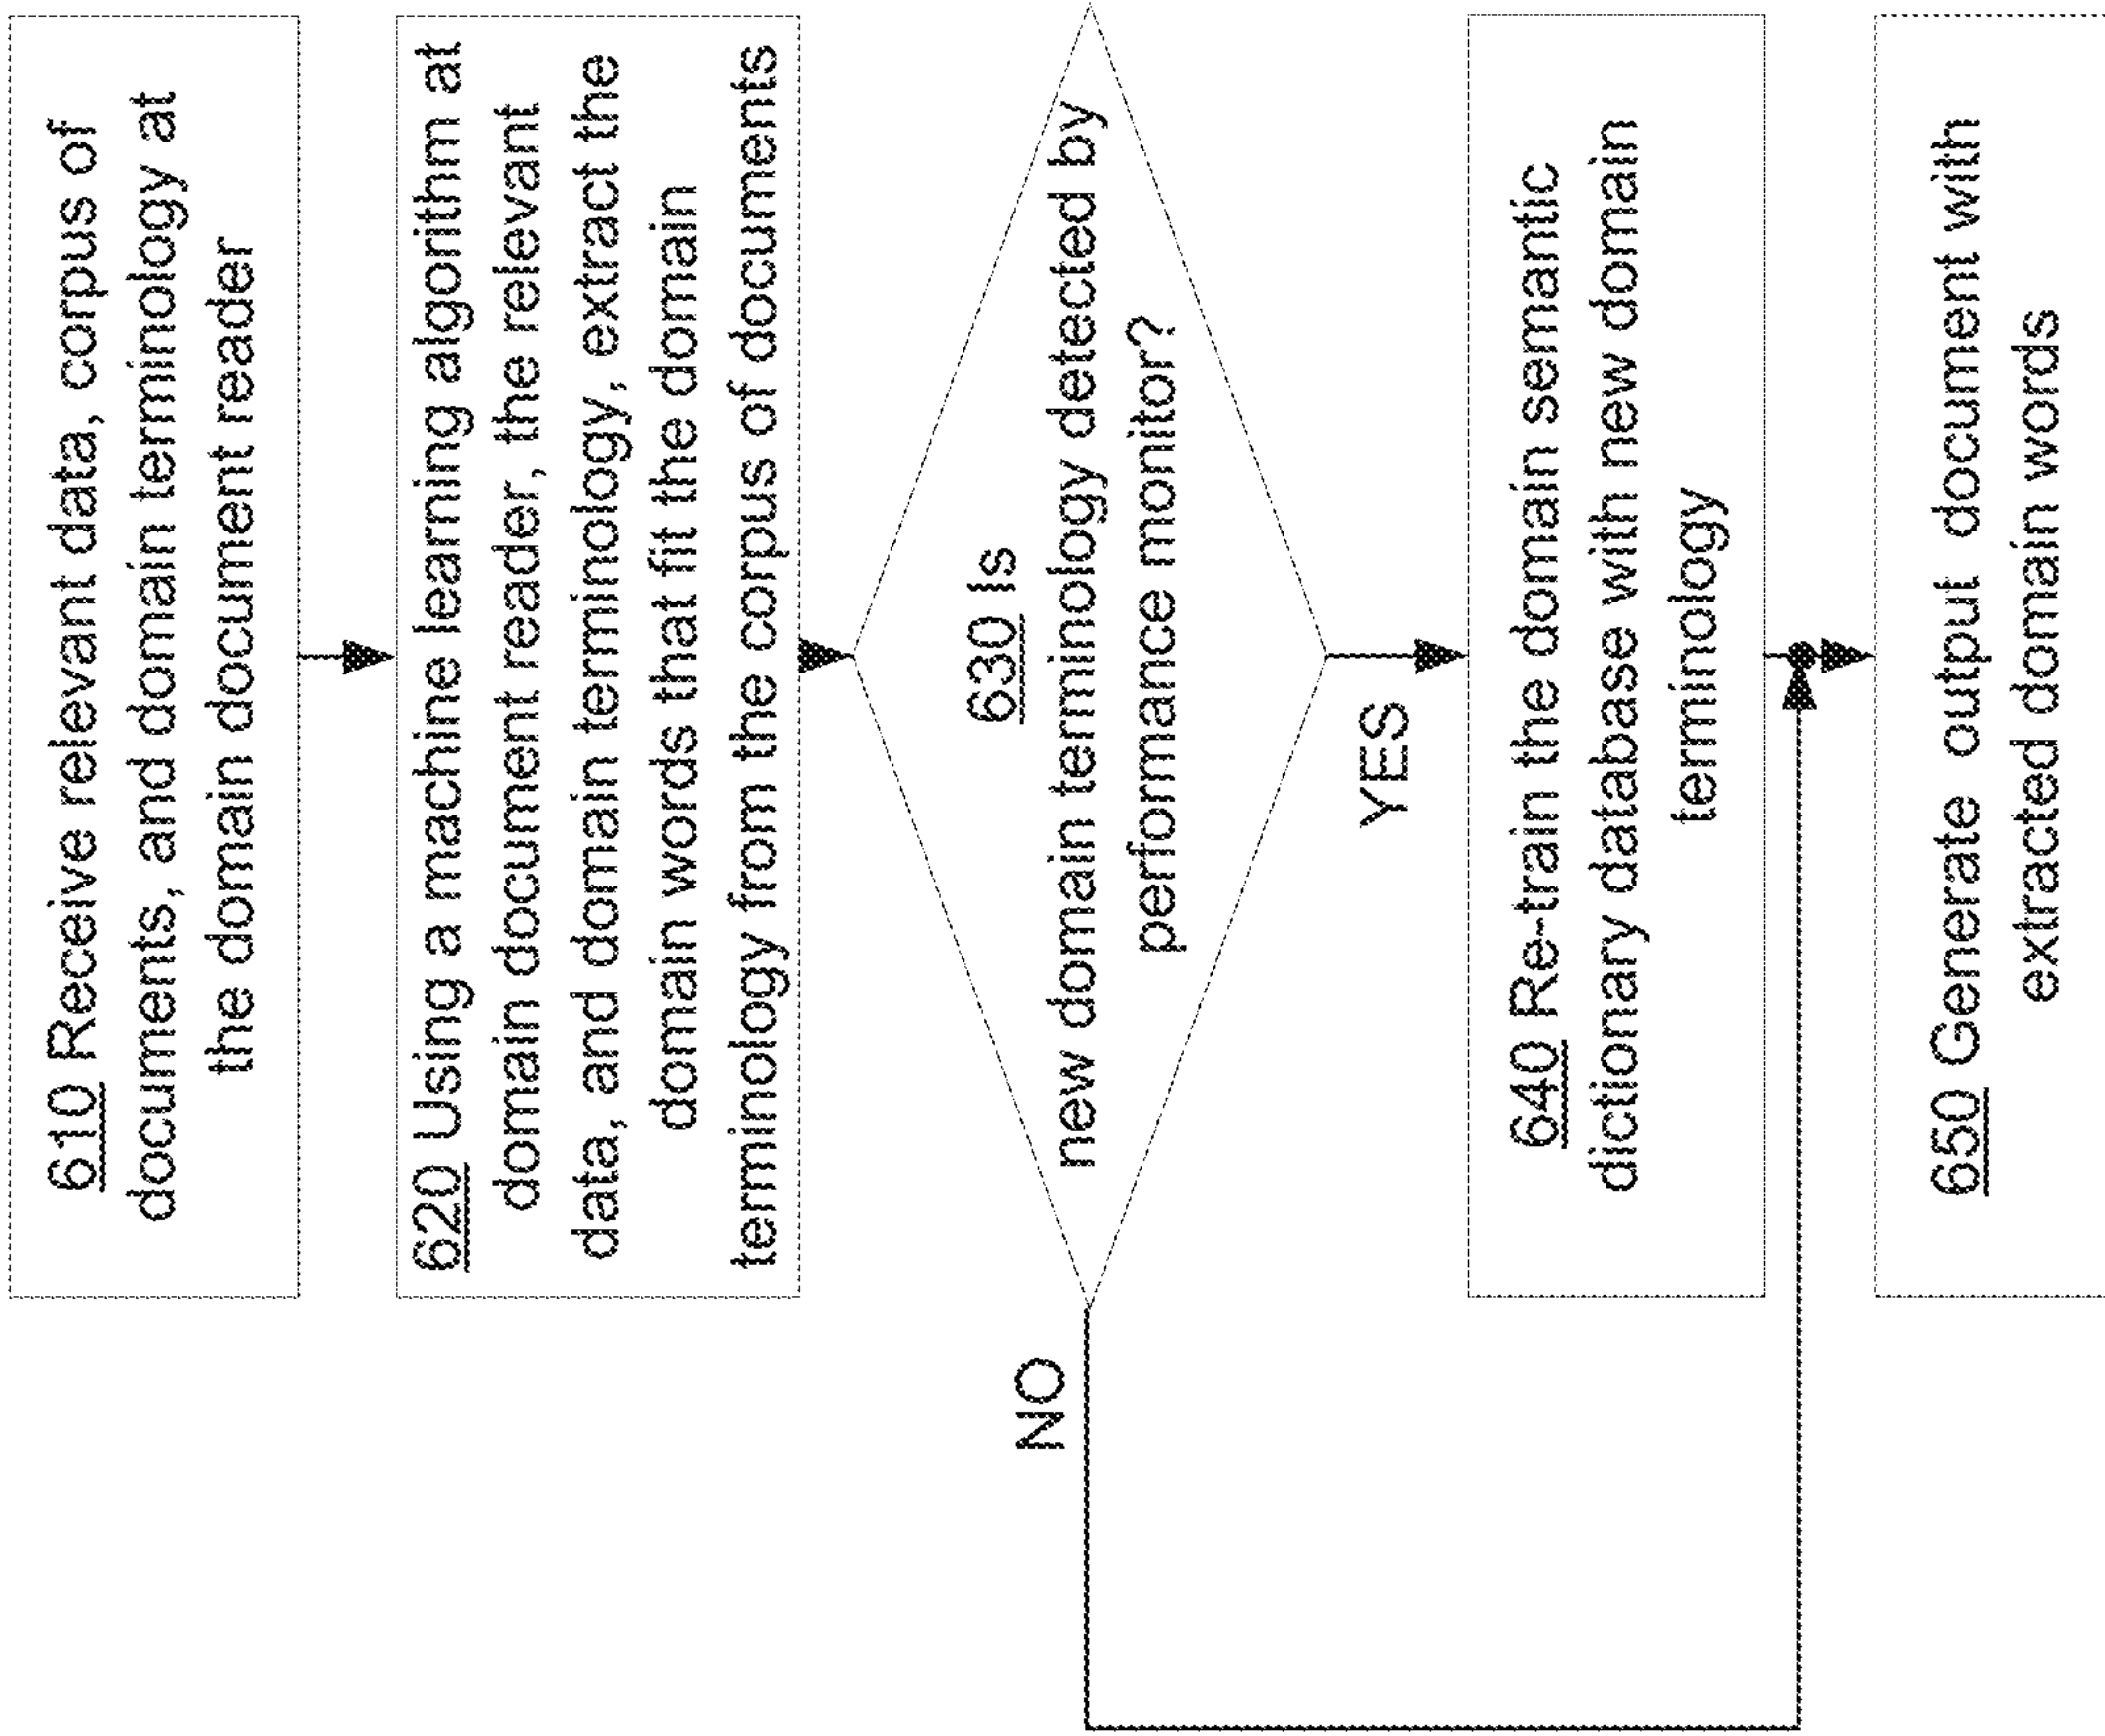 610 Receive relevant data, corpus of
documents, and domain terminology at
the domain document reader
620 Using a machine learning algorithm at
domain document reader, the relevant
data, and domain terminology, extract the
domain words that fit the domain
terminology from the corpus of documents
630 Is
new domain terminology detected by
performance monitor?
NO
YES
640 Re-train the domain semantic
dictionary database with new domain
terminology
650 Generate output document with
extracted domain words